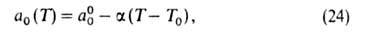 a₀(T) = a₀⁰ − α(T − T₀),    (24)